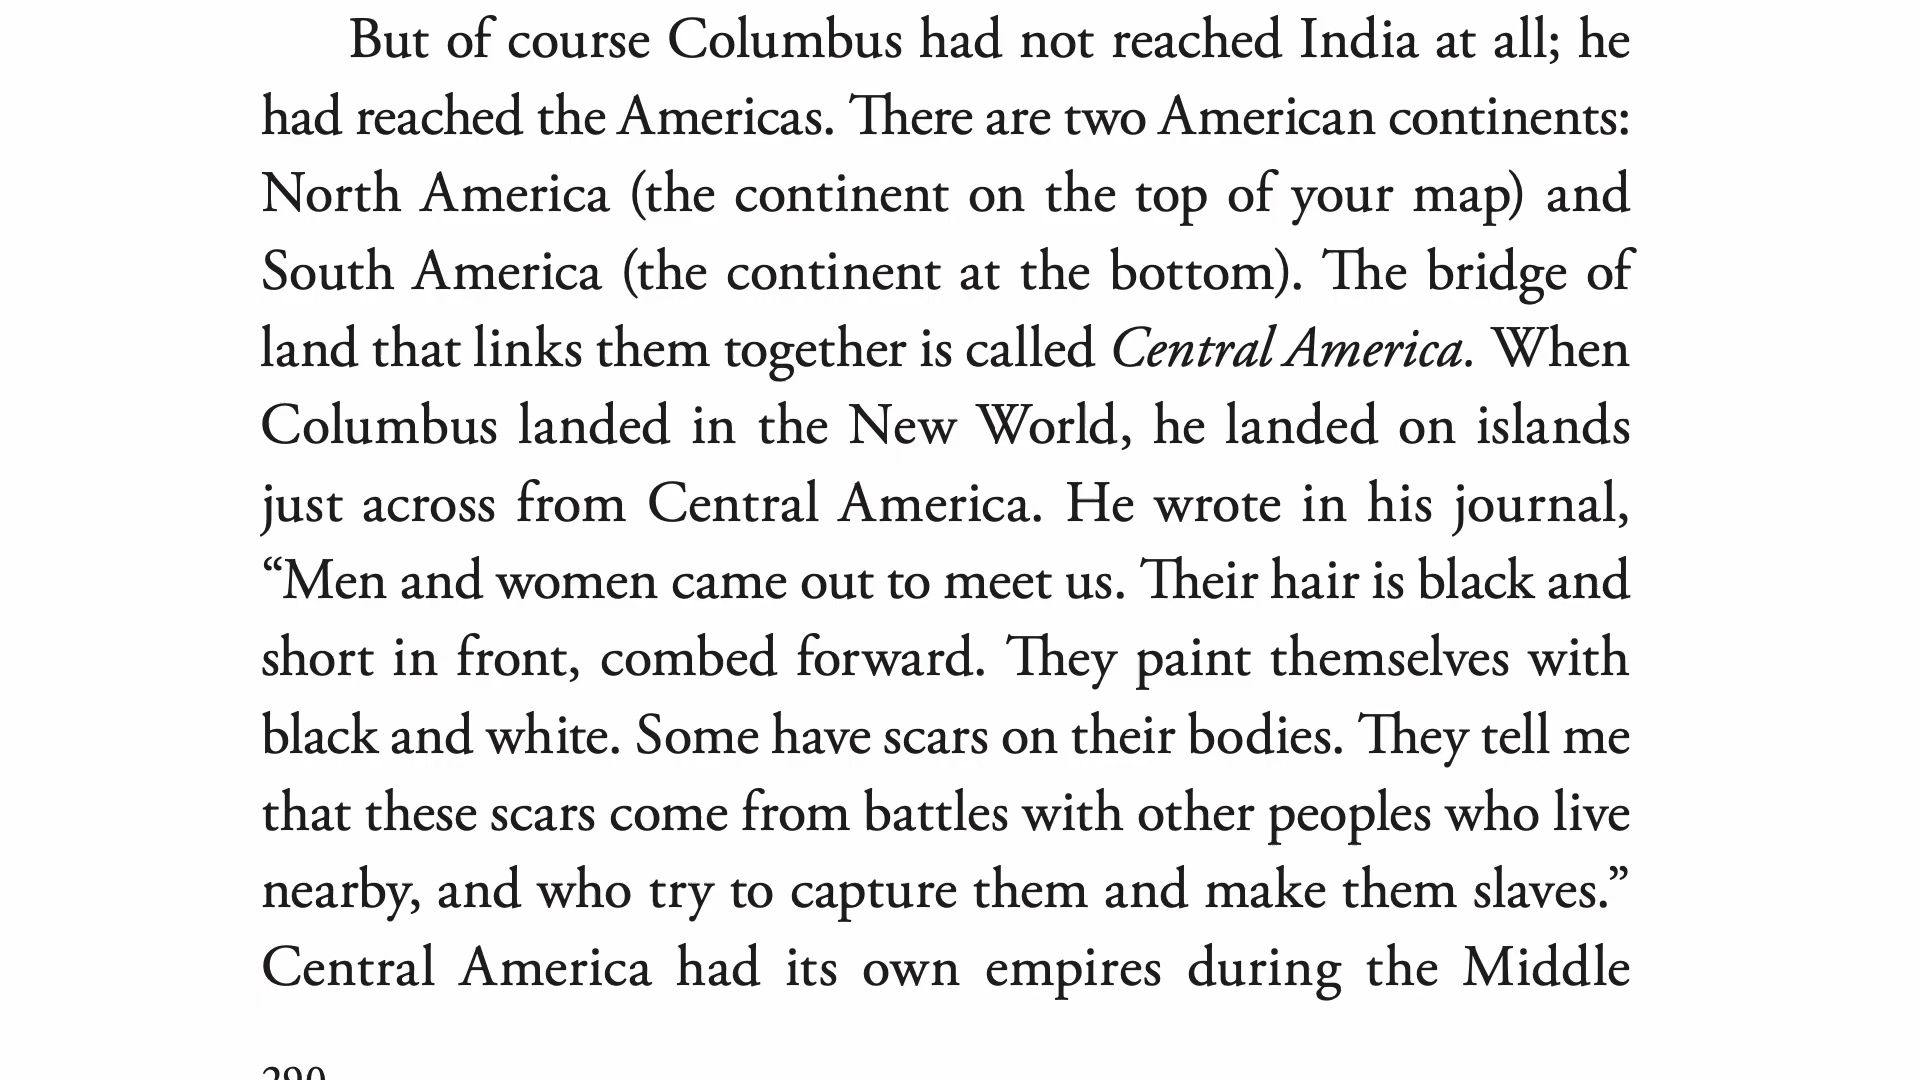 But of course Columbus had not reached India at all; he
had reached the Americas. There are two American continents:
North America (the continent on the top of your map) and
South America (the continent at the bottom). The bridge of
land that links them together is called Central America. When
Columbus landed in the New World, he landed on islands
just across from Central America. He wrote in his journal,
“Men and women came out to meet us. Their hair is black and
short in front, combed forward. They paint themselves with
black and white. Some have scars on their bodies. They tell me
that these scars come from battles with other peoples who live
nearby, and who try to capture them and make them slaves.”
Central America had its own empires during the Middle
290